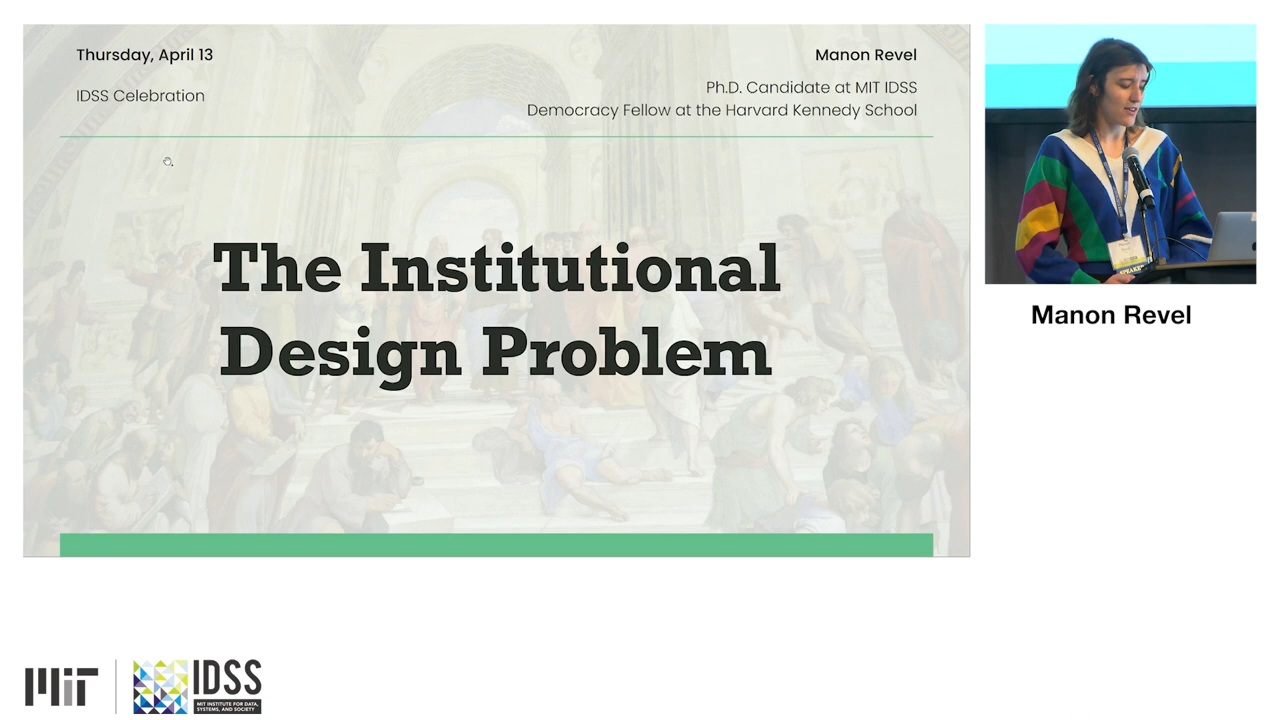 Thursday, April 13
IDSS Celebration
Manon Revel
Ph.D. Candidate at MIT IDSS
Democracy Fellow at the Harvard Kennedy School
The Institutional
Design Problem
SPEAKER
Manon Revel
MIT
IDSS
MIT INSTITUTE FOR DATA,
SYSTEMS, AND SOCIETY